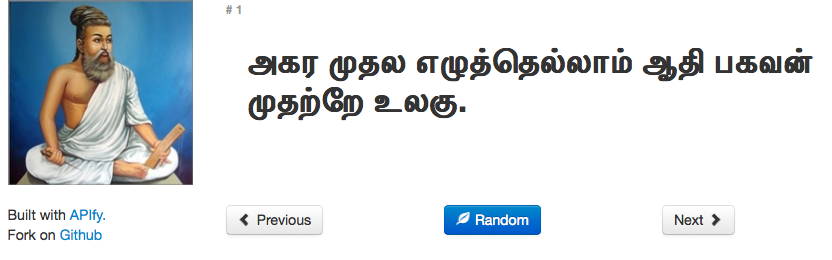 # 1
அகர முதல எழுத்தெல்லாம் ஆதி பகவன்
முதற்றே உலகு.
Built with APIfy.
Fork on Github
Previous
Random
Next